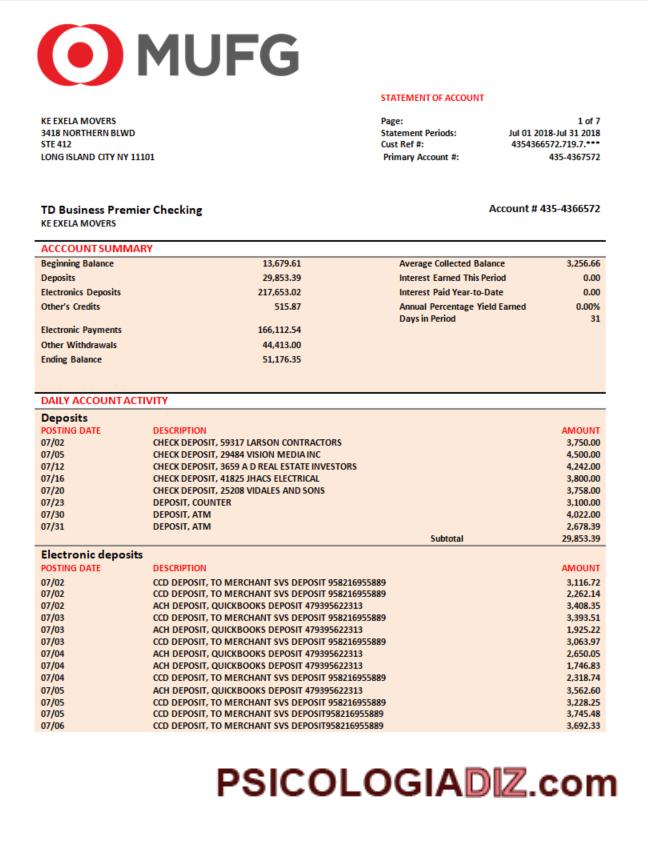 MUFG
STATEMENT OF ACCOUNT
KE EXELA MOVERS
3418 NORTHERN BLWD
STE 412
LONG ISLAND CITY NY 11101
Page: 1 of 7
Statement Periods: Jul 01 2018-Jul 31 2018
Cust Ref #: 4354366572.719.7.***
Primary Account #: 435-4367572
TD Business Premier Checking
KE EXELA MOVERS
Account # 435-4366572
ACCCOUNT SUMMARY
Beginning Balance 13,679.61 Average Collected Balance 3,256.66
Deposits 29,853.39 Interest Earned This Period 0.00
Electronics Deposits 217,653.02 Interest Paid Year-to-Date 0.00
Other's Credits 515.87 Annual Percentage Yield Earned 0.00%
Days in Period 31
Electronic Payments 166,112.54
Other Withdrawals 44,413.00
Ending Balance 51,176.35
DAILY ACCOUNT ACTIVITY
Deposits
POSTING DATE DESCRIPTION AMOUNT
07/02 CHECK DEPOSIT, 59317 LARSON CONTRACTORS 3,750.00
07/05 CHECK DEPOSIT, 29484 VISION MEDIA INC 4,500.00
07/12 CHECK DEPOSIT, 3659 A D REAL ESTATE INVESTORS 4,242.00
07/16 CHECK DEPOSIT, 41825 JHACS ELECTRICAL 3,800.00
07/20 CHECK DEPOSIT, 25208 VIDALES AND SONS 3,758.00
07/23 DEPOSIT, COUNTER 3,100.00
07/30 DEPOSIT, ATM 4,022.00
07/31 DEPOSIT, ATM 2,678.39
Subtotal 29,853.39
Electronic deposits
POSTING DATE DESCRIPTION AMOUNT
07/02 CCD DEPOSIT, TO MERCHANT SVS DEPOSIT 958216955889 3,116.72
07/02 CCD DEPOSIT, TO MERCHANT SVS DEPOSIT 958216955889 2,262.14
07/02 ACH DEPOSIT, QUICKBOOKS DEPOSIT 479395622313 3,408.35
07/03 CCD DEPOSIT, TO MERCHANT SVS DEPOSIT 958216955889 3,393.51
07/03 ACH DEPOSIT, QUICKBOOKS DEPOSIT 479395622313 1,925.22
07/03 CCD DEPOSIT, TO MERCHANT SVS DEPOSIT 958216955889 3,063.97
07/04 ACH DEPOSIT, QUICKBOOKS DEPOSIT 479395622313 2,650.05
07/04 ACH DEPOSIT, QUICKBOOKS DEPOSIT 479395622313 1,746.83
07/04 CCD DEPOSIT, TO MERCHANT SVS DEPOSIT 958216955889 2,318.74
07/05 ACH DEPOSIT, QUICKBOOKS DEPOSIT 479395622313 3,562.60
07/05 CCD DEPOSIT, TO MERCHANT SVS DEPOSIT 958216955889 3,228.25
07/05 CCD DEPOSIT, TO MERCHANT SVS DEPOSIT958216955889 3,745.48
07/06 CCD DEPOSIT, TO MERCHANT SVS DEPOSIT958216955889 3,692.33
PSICOLOGIADIZ.com